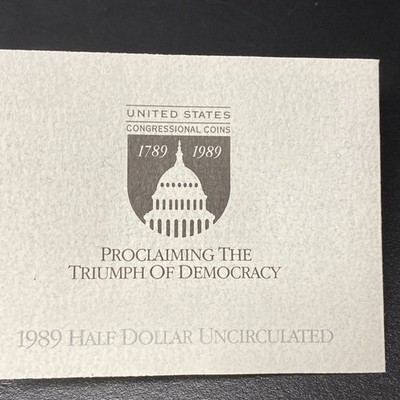 UNITED STATES
CONGRESSIONAL COINS
1789 1989
PROCLAIMING THE
TRIUMPH OF DEMOCRACY
1989 HALF DOLLAR UNCIRCULATED